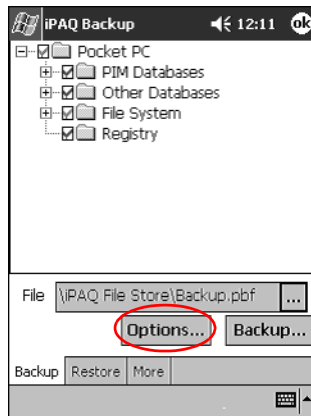 iPAQ Backup 12:11 ok
Pocket PC
PIM Databases
Other Databases
File System
Registry
File \iPAQ File Store\Backup.pbf ...
Options... Backup...
Backup Restore More